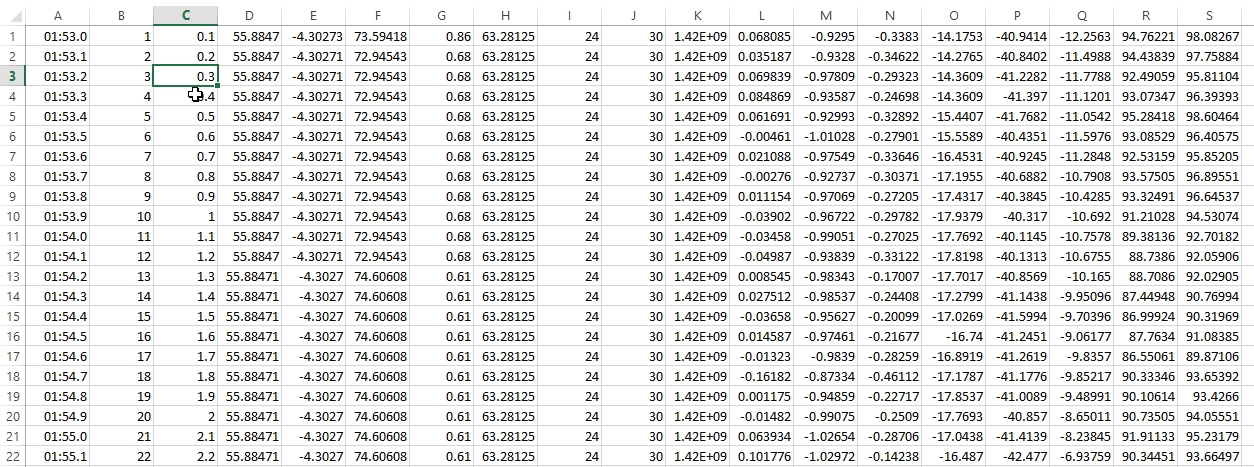 A B C D E F G H I J K L M N O P Q R S
1 01:53.0 1 0.1 55.8847 -4.30273 73.59418 0.86 63.28125 24 30 1.42E+09 0.068085 -0.9295 -0.3383 -14.1753 -40.9414 -12.2563 94.76221 98.08267
2 01:53.1 2 0.2 55.8847 -4.30271 72.94543 0.68 63.28125 24 30 1.42E+09 0.035187 -0.9328 -0.34622 -14.2765 -40.8402 -11.4988 94.43839 97.75884
3 01:53.2 3 0.3 55.8847 -4.30271 72.94543 0.68 63.28125 24 30 1.42E+09 0.069839 -0.97809 -0.29323 -14.3609 -41.2282 -11.7788 92.49059 95.81104
4 01:53.3 4 .4 55.8847 -4.30271 72.94543 0.68 63.28125 24 30 1.42E+09 0.084869 -0.93587 -0.24698 -14.3609 -41.397 -11.1201 93.07347 96.39393
5 01:53.4 5 0.5 55.8847 -4.30271 72.94543 0.68 63.28125 24 30 1.42E+09 0.061691 -0.92993 -0.32892 -15.4407 -41.7682 -11.0542 95.28418 98.60464
6 01:53.5 6 0.6 55.8847 -4.30271 72.94543 0.68 63.28125 24 30 1.42E+09 -0.00461 -1.01028 -0.27901 -15.5589 -40.4351 -11.5976 93.08529 96.40575
7 01:53.6 7 0.7 55.8847 -4.30271 72.94543 0.68 63.28125 24 30 1.42E+09 0.021088 -0.97549 -0.33646 -16.4531 -40.9245 -11.2848 92.53159 95.85205
8 01:53.7 8 0.8 55.8847 -4.30271 72.94543 0.68 63.28125 24 30 1.42E+09 -0.00276 -0.92737 -0.30371 -17.1955 -40.6882 -10.7908 93.57505 96.89551
9 01:53.8 9 0.9 55.8847 -4.30271 72.94543 0.68 63.28125 24 30 1.42E+09 0.011154 -0.97069 -0.27205 -17.4317 -40.3845 -10.4285 93.32491 96.64537
10 01:53.9 10 1 55.8847 -4.30271 72.94543 0.68 63.28125 24 30 1.42E+09 -0.03902 -0.96722 -0.29782 -17.9379 -40.317 -10.692 91.21028 94.53074
11 01:54.0 11 1.1 55.8847 -4.30271 72.94543 0.68 63.28125 24 30 1.42E+09 -0.03458 -0.99051 -0.27025 -17.7692 -40.1145 -10.7578 89.38136 92.70182
12 01:54.1 12 1.2 55.8847 -4.30271 72.94543 0.68 63.28125 24 30 1.42E+09 -0.04987 -0.93839 -0.33122 -17.8198 -40.1313 -10.6755 88.7386 92.05906
13 01:54.2 13 1.3 55.88471 -4.3027 74.60608 0.61 63.28125 24 30 1.42E+09 0.008545 -0.98343 -0.17007 -17.7017 -40.8569 -10.165 88.7086 92.02905
14 01:54.3 14 1.4 55.88471 -4.3027 74.60608 0.61 63.28125 24 30 1.42E+09 0.027512 -0.98537 -0.24408 -17.2799 -41.1438 -9.95096 87.44948 90.76994
15 01:54.4 15 1.5 55.88471 -4.3027 74.60608 0.61 63.28125 24 30 1.42E+09 -0.03658 -0.95627 -0.20099 -17.0269 -41.5994 -9.70396 86.99924 90.31969
16 01:54.5 16 1.6 55.88471 -4.3027 74.60608 0.61 63.28125 24 30 1.42E+09 0.014587 -0.97461 -0.21677 -16.74 -41.2451 -9.06177 87.7634 91.08385
17 01:54.6 17 1.7 55.88471 -4.3027 74.60608 0.61 63.28125 24 30 1.42E+09 -0.01323 -0.9839 -0.28259 -16.8919 -41.2619 -9.8357 86.55061 89.87106
18 01:54.7 18 1.8 55.88471 -4.3027 74.60608 0.61 63.28125 24 30 1.42E+09 -0.16182 -0.87334 -0.46112 -17.1787 -41.1776 -9.85217 90.33346 93.65392
19 01:54.8 19 1.9 55.88471 -4.3027 74.60608 0.61 63.28125 24 30 1.42E+09 0.001175 -0.94859 -0.22717 -17.8537 -41.0089 -9.48991 90.10614 93.4266
20 01:54.9 20 2 55.88471 -4.3027 74.60608 0.61 63.28125 24 30 1.42E+09 -0.01482 -0.99075 -0.2509 -17.7693 -40.857 -8.65011 90.73505 94.05551
21 01:55.0 21 2.1 55.88471 -4.3027 74.60608 0.61 63.28125 24 30 1.42E+09 0.063934 -1.02654 -0.28706 -17.0438 -41.4139 -8.23845 91.91133 95.23179
22 01:55.1 22 2.2 55.88471 -4.3027 74.60608 0.61 63.28125 24 30 1.42E+09 0.101776 -1.02972 -0.14238 -16.487 -42.477 -6.93759 90.34451 93.66497